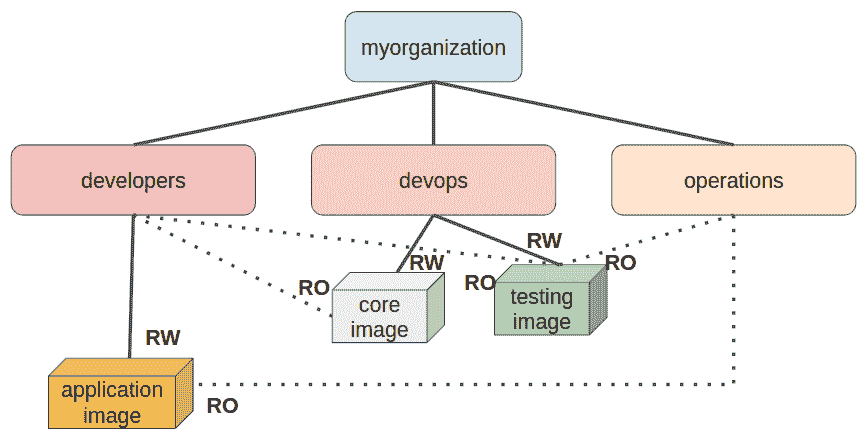 myorganization
developers
devops
operations
RW
RW
RO
RO
RO
core
image
testing
image
RW
application
image
RO